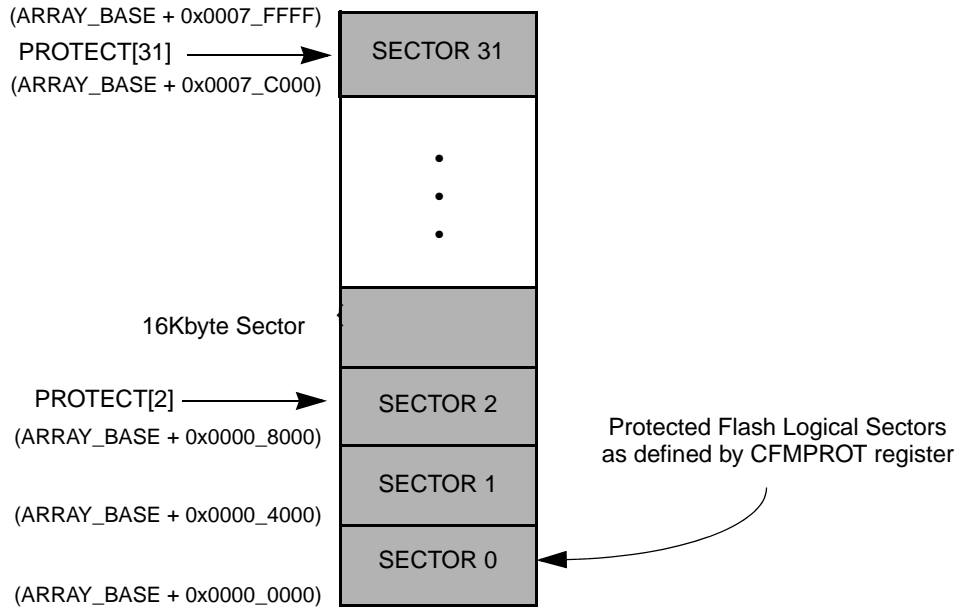 (ARRAY_BASE + 0x0007_FFFF)
PROTECT[31]
SECTOR 31
(ARRAY_BASE + 0x0007_C000)
16Kbyte Sector
PROTECT[2]
SECTOR 2
(ARRAY_BASE + 0x0000_8000)
Protected Flash Logical Sectors
as defined by CFMPROT register
SECTOR 1
(ARRAY_BASE + 0x0000_4000)
SECTOR 0
(ARRAY_BASE + 0x0000_0000)